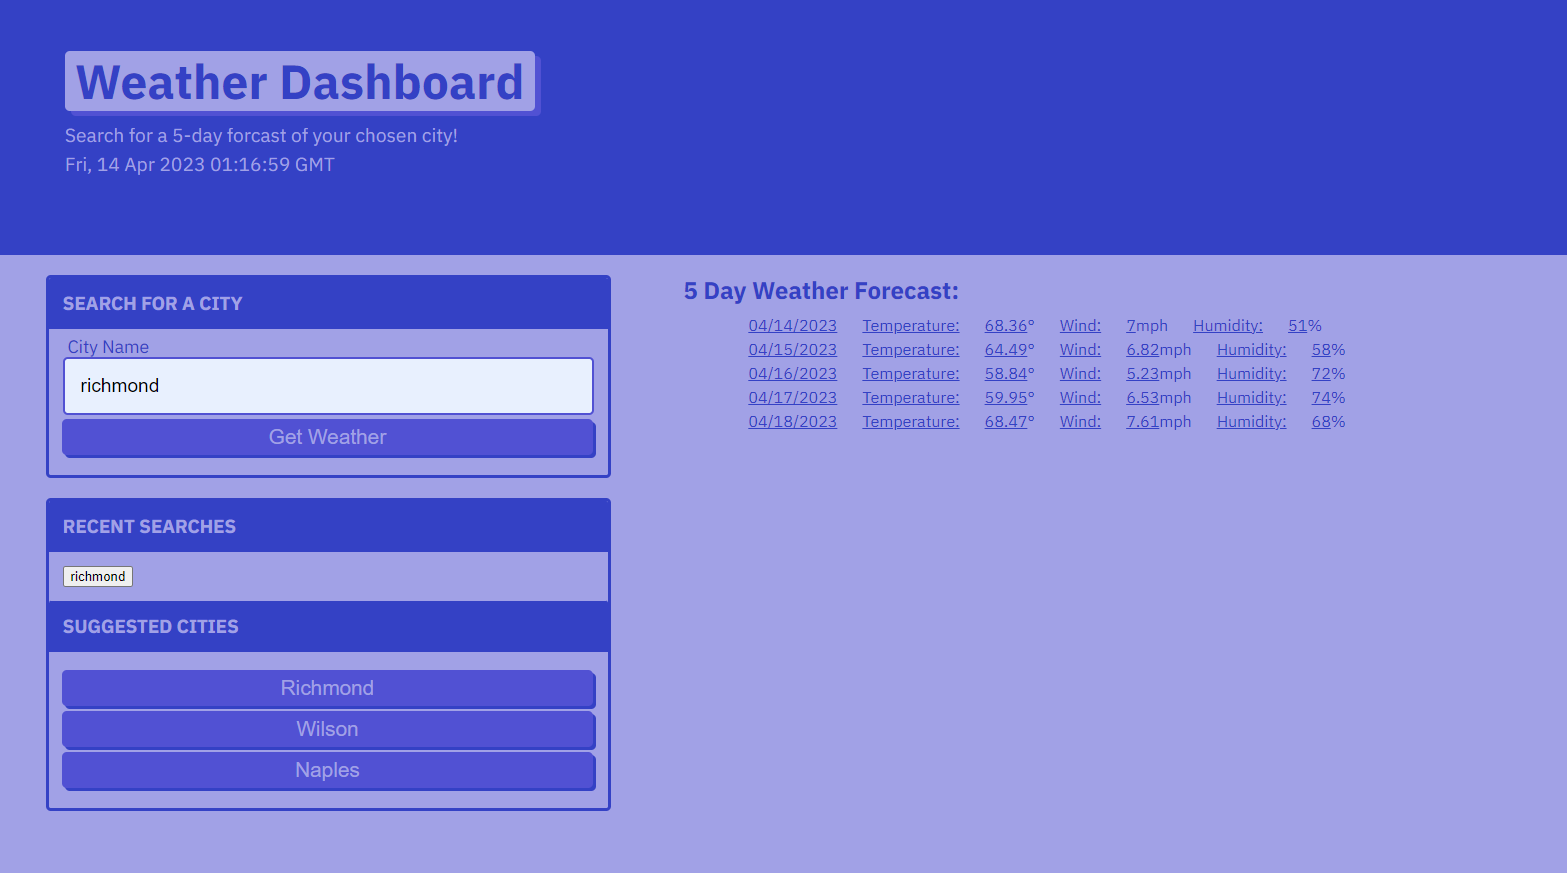 Weather Dashboard
Search for a 5-day forcast of your chosen city!
Fri, 14 Apr 2023 01:16:59 GMT
SEARCH FOR A CITY
City Name
richmond
Get Weather
RECENT SEARCHES
richmond
SUGGESTED CITIES
Richmond
Wilson
Naples
5 Day Weather Forecast:
04/14/2023 Temperature: 68.36° Wind: 7mph Humidity: 51%
04/15/2023 Temperature: 64.49° Wind: 6.82mph Humidity: 58%
04/16/2023 Temperature: 58.84° Wind: 5.23mph Humidity: 72%
04/17/2023 Temperature: 59.95° Wind: 6.53mph Humidity: 74%
04/18/2023 Temperature: 68.47° Wind: 7.61mph Humidity: 68%